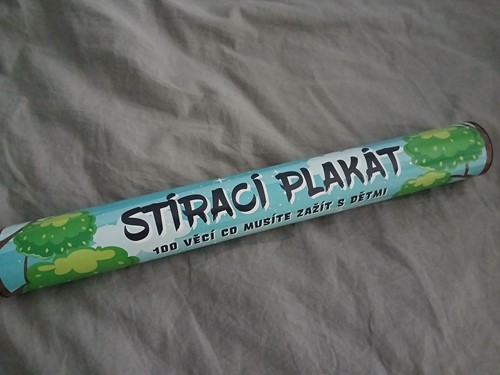 STÍRACÍ PLAKÁT
100 VĚCÍ CO MUSÍTE ZAŽÍT S DĚTMI